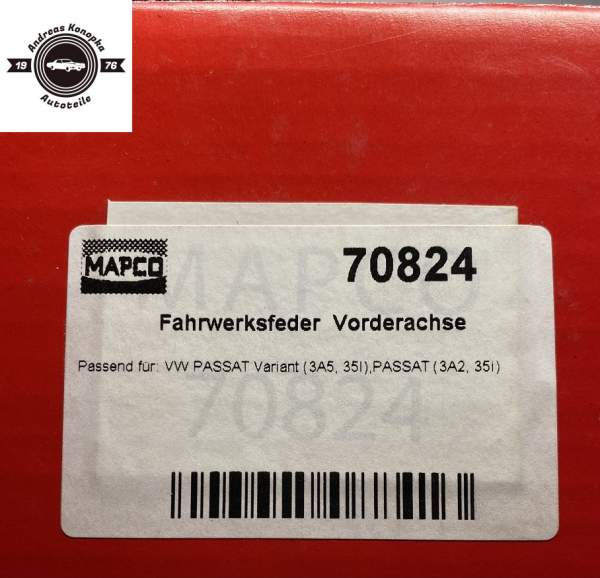 Andreas Konopka
19 76
Autoteile
MAPCO 70824
MAPCO
Fahrwerksfeder Vorderachse
Passend für: VW PASSAT Variant (3A5, 35I),PASSAT (3A2, 35I)
70824